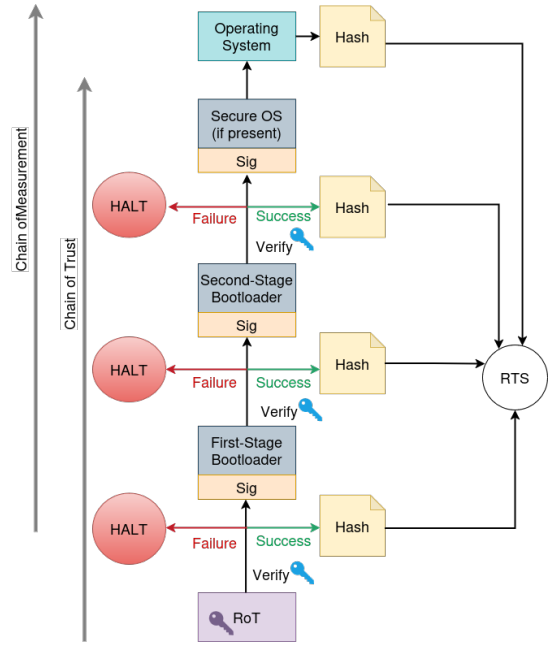 Operating
System
Hash
Secure OS
(if present)
Sig
HALT
Failure
Success
Hash
Verify
Second-Stage
Bootloader
Sig
HALT
Failure
Success
Hash
RTS
Verify
First-Stage
Bootloader
Sig
HALT
Failure
Success
Hash
Verify
RoT
Chain ofMeasurement
Chain of Trust